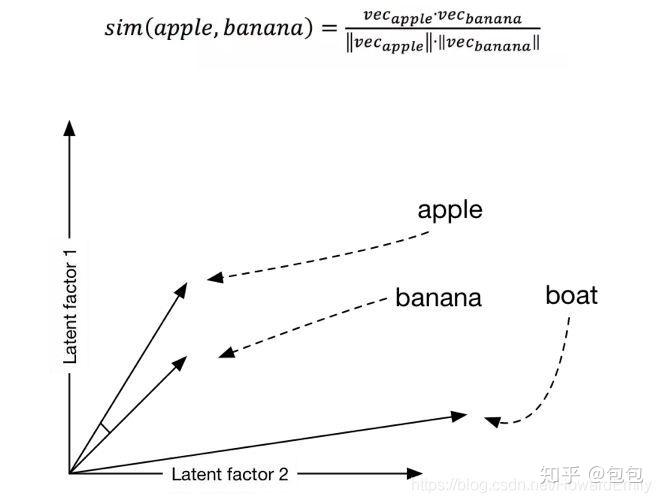 sim(apple, banana) = vec_apple·vec_banana / ‖vec_apple‖·‖vec_banana‖
apple
banana
boat
Latent factor 1
Latent factor 2
知乎 @包包
https://blog.csdn.net/HowardEmily